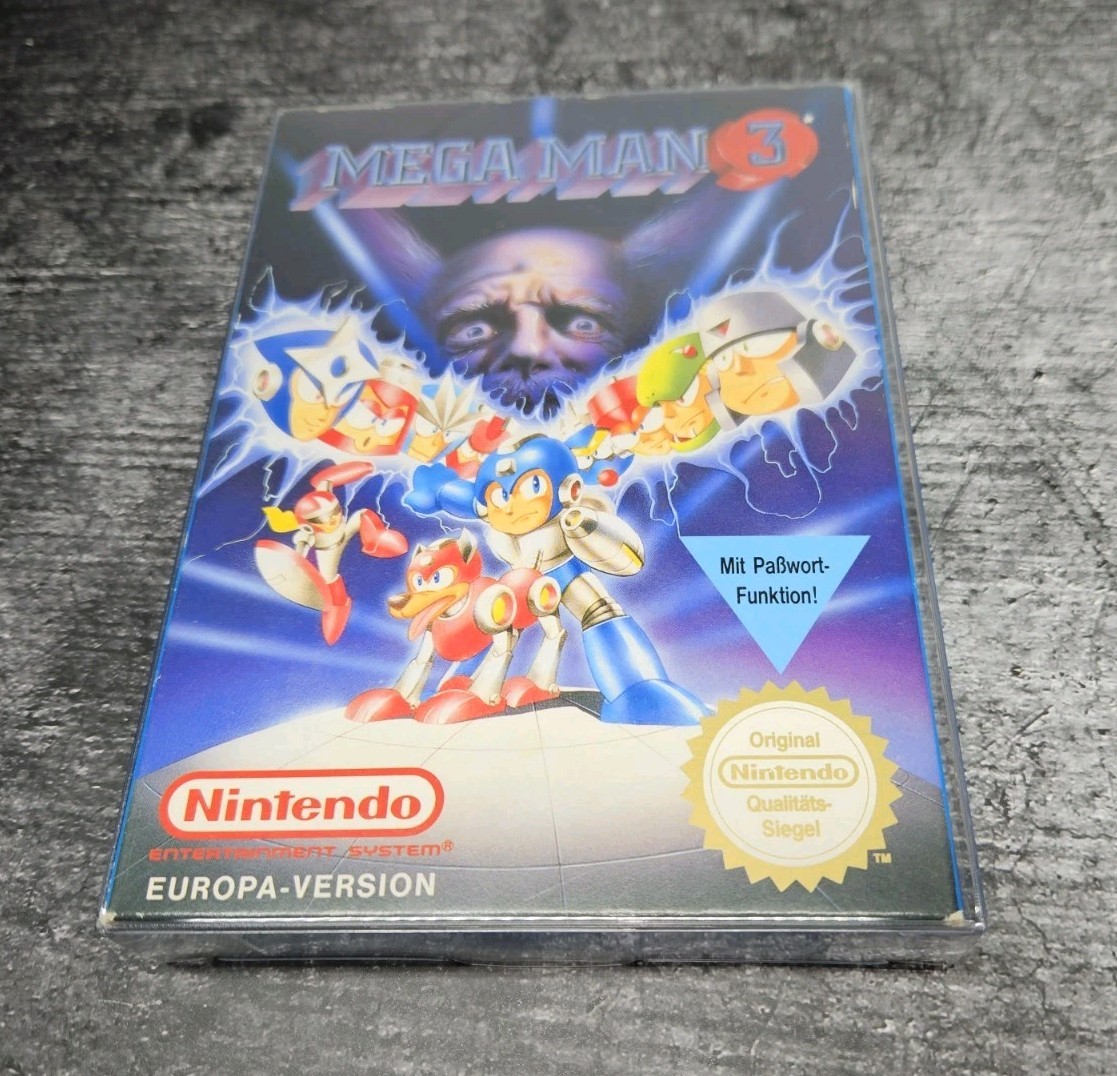 MEGA MAN 3
Mit Paßwort-
Funktion!
Original
Nintendo
Qualitäts-
Siegel
TM
Nintendo
ENTERTAINMENT SYSTEM®
EUROPA-VERSION